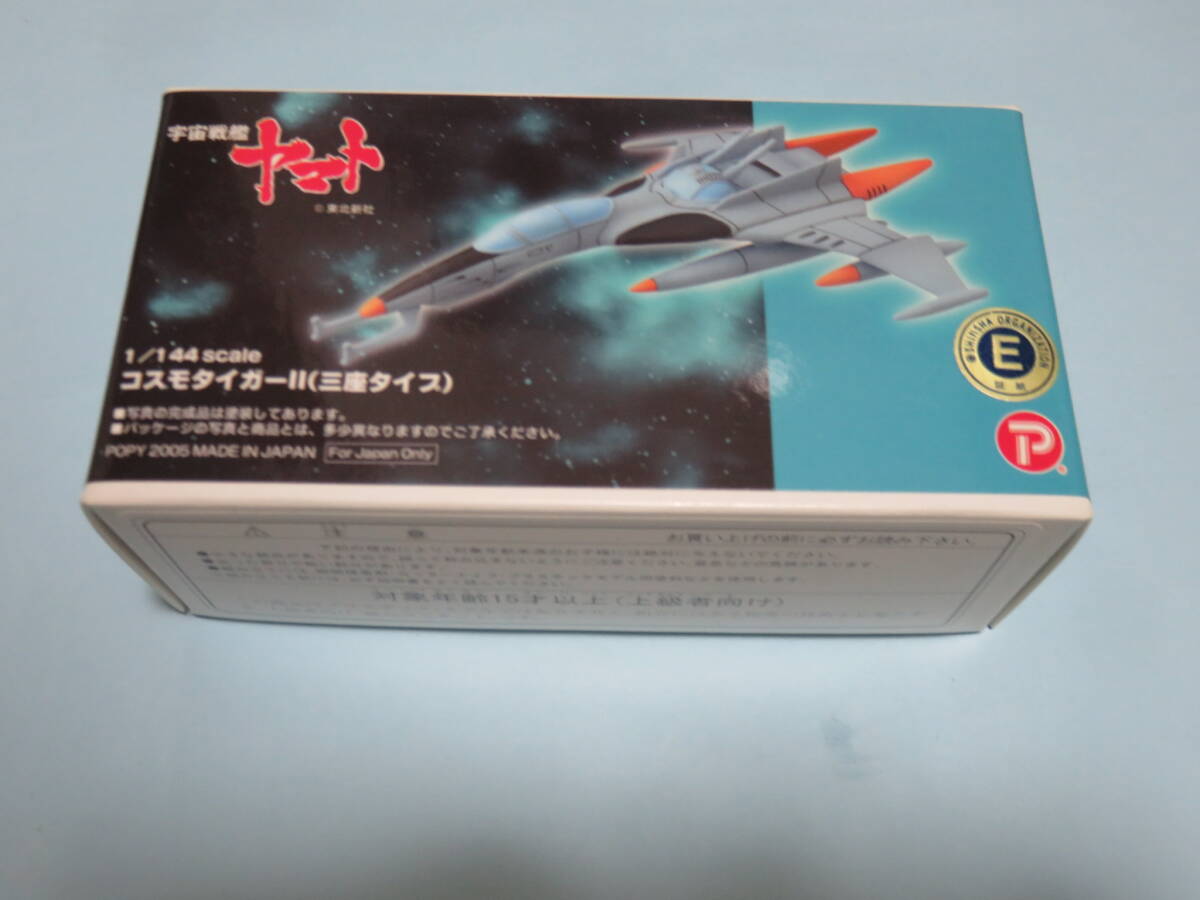 宇宙戦艦
ヤマト
©東北新社
1/144 scale
コスモタイガーII(三座タイプ)
■写真の完成品は塗装してあります。
■パッケージの写真と商品とは、多少異なりますのでご了承ください。
POPY 2005 MADE IN JAPAN For Japan Only
EIHISHA ORGANIZATION
E
証紙
P
お買い上げの前に必ずお読み下さい。
対象年齢15才以上(上級者向け)